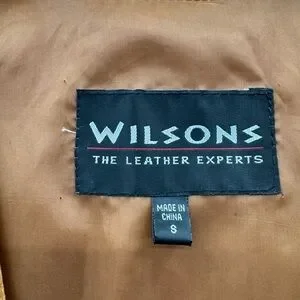 WILSONS
THE LEATHER EXPERTS
MADE IN
CHINA
S